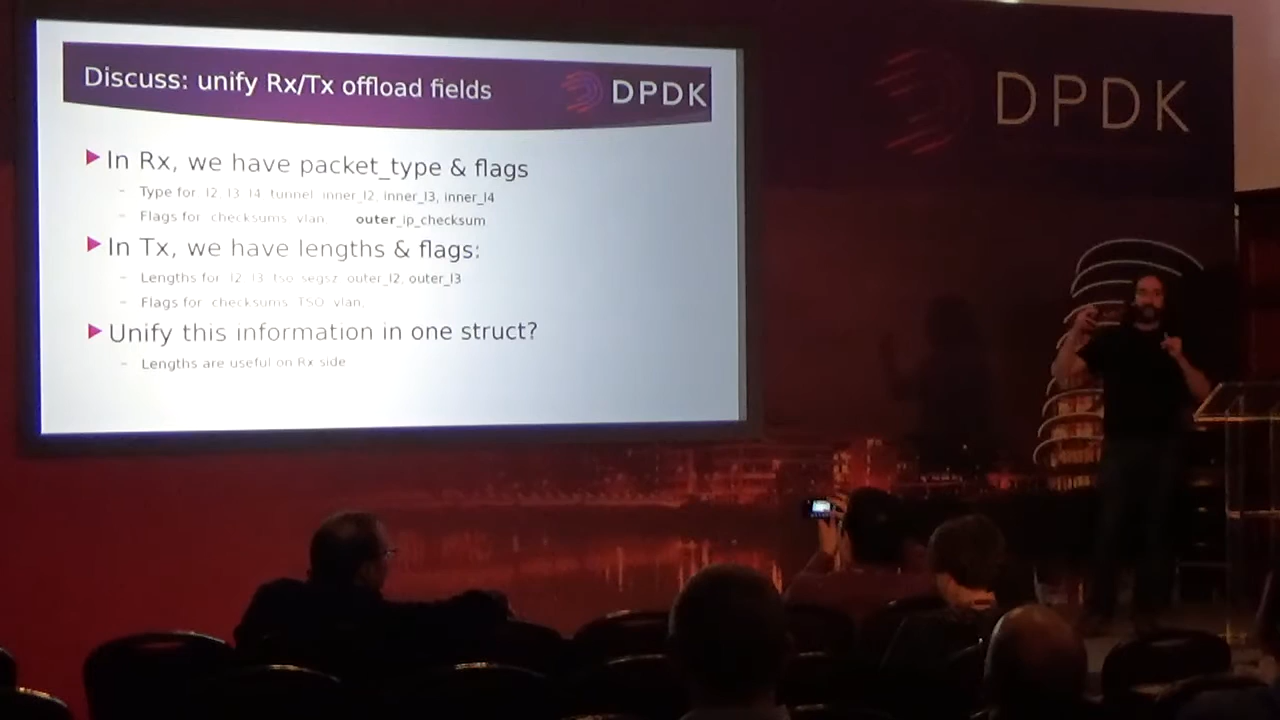 Discuss: unify Rx/Tx offload fields
DPDK
In Rx, we have packet_type & flags
- Type for l2, l3, l4, tunnel, inner_l2, inner_l3, inner_l4
- Flags for checksums, vlan, outer_ip_checksum
In Tx, we have lengths & flags:
- Lengths for l2, l3, tso_segsz, outer_l2, outer_l3
- Flags for checksums, TSO, vlan,
Unify this information in one struct?
- Lengths are useful on Rx side
DPDK